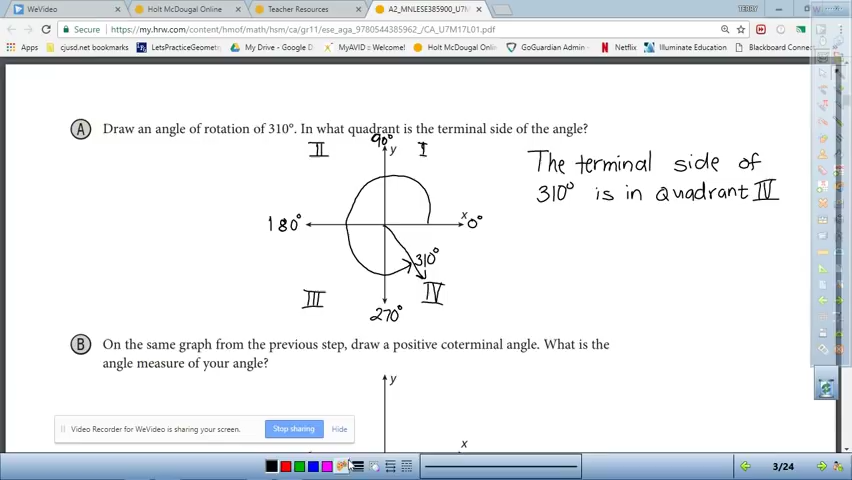 WeVideo
Holt McDougal Online
Teacher Resources
A2_MNLESE385900_U7M
TERRY
Secure | https://my.hrw.com/content/hmof/math/hsm/ca/gr11/ese_aga_9780544385962_/CA_U7M17L01.pdf
Apps
cjusd.net bookmarks
LetsPracticeGeomet
My Drive - Google D
MyAVID :: Welcome!
Holt McDougal Online
GoGuardian Admin
Netflix
Illuminate Education
Blackboard Connect
A Draw an angle of rotation of 310°. In what quadrant is the terminal side of the angle?
90°
II
y
I
The terminal side of
310° is in Quadrant IV
180°
x
0°
310°
III
IV
270°
B On the same graph from the previous step, draw a positive coterminal angle. What is the
angle measure of your angle?
y
Video Recorder for WeVideo is sharing your screen.
Stop sharing
Hide
x
3/24